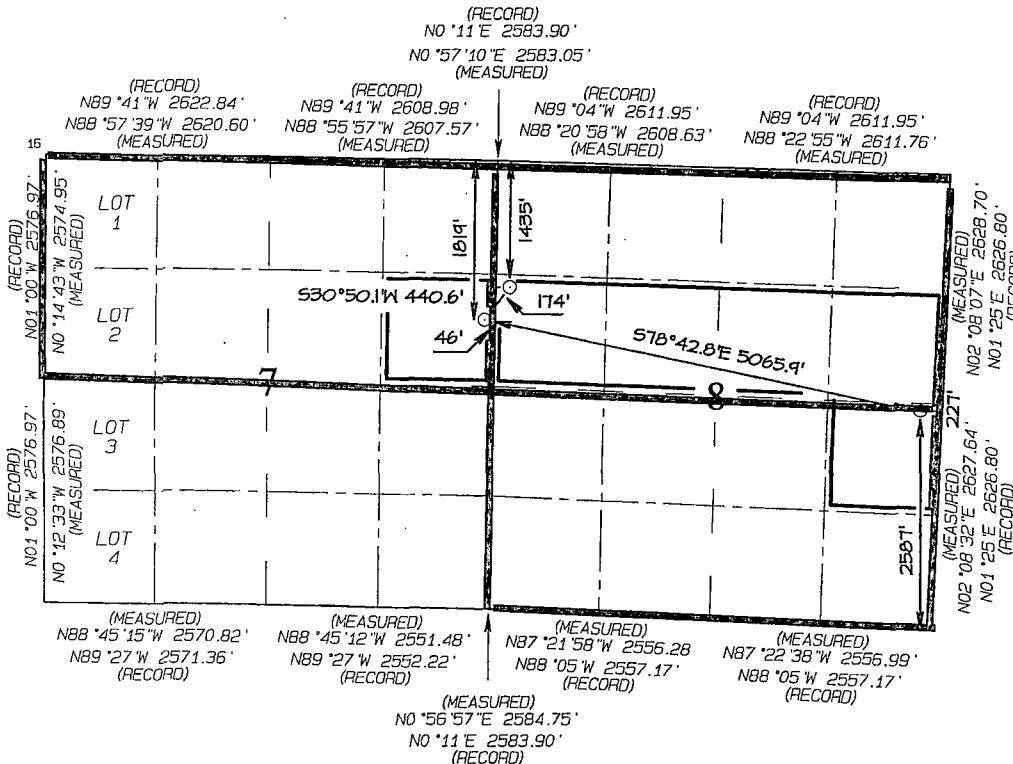 (RECORD)
N0 °11'E 2583.90'
N0 °57'10"E 2583.05'
(MEASURED)
(RECORD)
N89 °41"W 2622.84'
N88 °57'39"W 2620.60'
(MEASURED)
(RECORD)
N89 °41"W 2608.98'
N88 °55'57"W 2607.57'
(MEASURED)
(RECORD)
N89 °04"W 2611.95'
N88 °20'58"W 2608.63'
(MEASURED)
(RECORD)
N89 °04"W 2611.95'
N88 °22'55"W 2611.76'
(MEASURED)
16
(RECORD)
N01 °00'W 2576.97'
N0 °14'43"W 2574.95'
(MEASURED)
LOT
1
LOT
2
1819'
1435'
S30°50.1'W 440.6'
174'
46'
S78°42.8'E 5065.9'
(MEASURED)
N02 °08'07"E 2628.70'
N01 °25'E 2626.80'
(RECORD)
7
8
227'
(RECORD)
N01 °00'W 2576.97'
N0 °12'33"W 2576.89'
(MEASURED)
LOT
3
LOT
4
2587'
(MEASURED)
N02 °08'32"E 2627.64'
N01 °25'E 2626.80'
(RECORD)
(MEASURED)
N88 °45'15"W 2570.82'
N89 °27'W 2571.36'
(RECORD)
(MEASURED)
N88 °45'12"W 2551.48'
N89 °27'W 2552.22'
(RECORD)
(MEASURED)
N87 °21'58"W 2556.28
N88 °05'W 2557.17'
(RECORD)
(MEASURED)
N87 °22'38"W 2556.99'
N88 °05'W 2557.17'
(RECORD)
(MEASURED)
N0 °56'57"E 2584.75'
N0 °11'E 2583.90'
(RECORD)